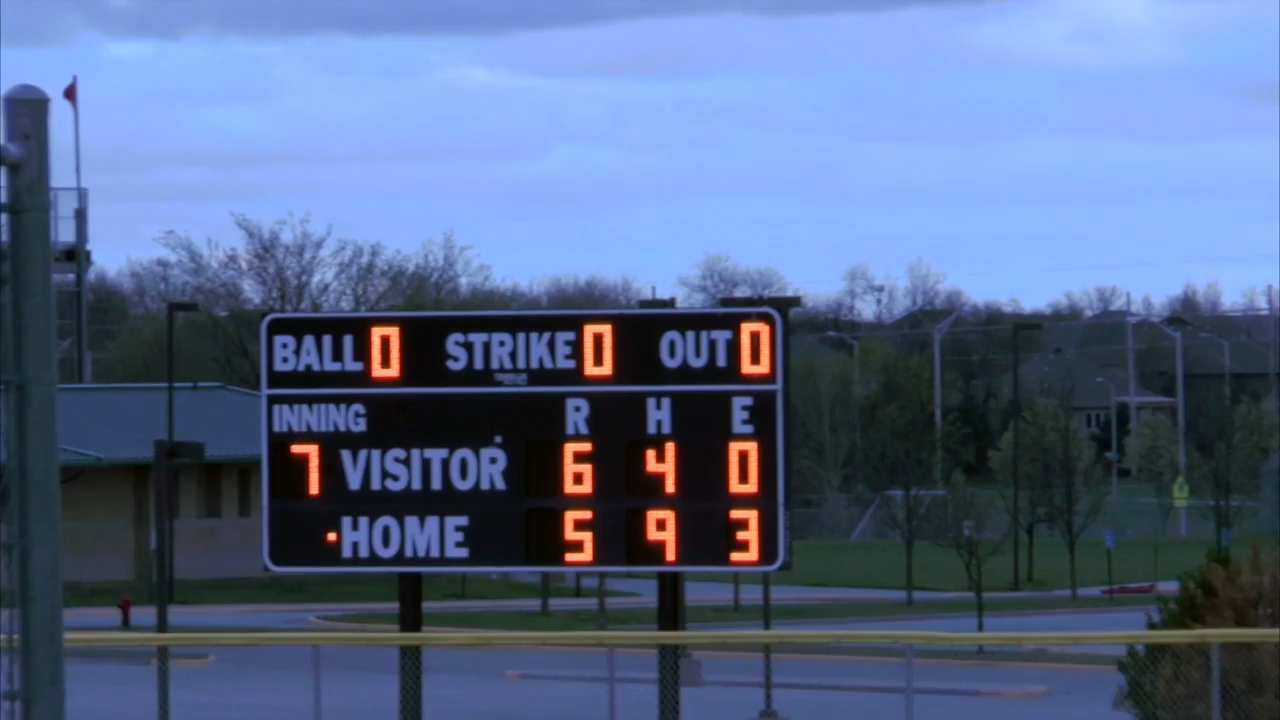 BALL 0 STRIKE 0 OUT 0
INNING R H E
7 VISITOR 6 4 0
HOME 5 9 3